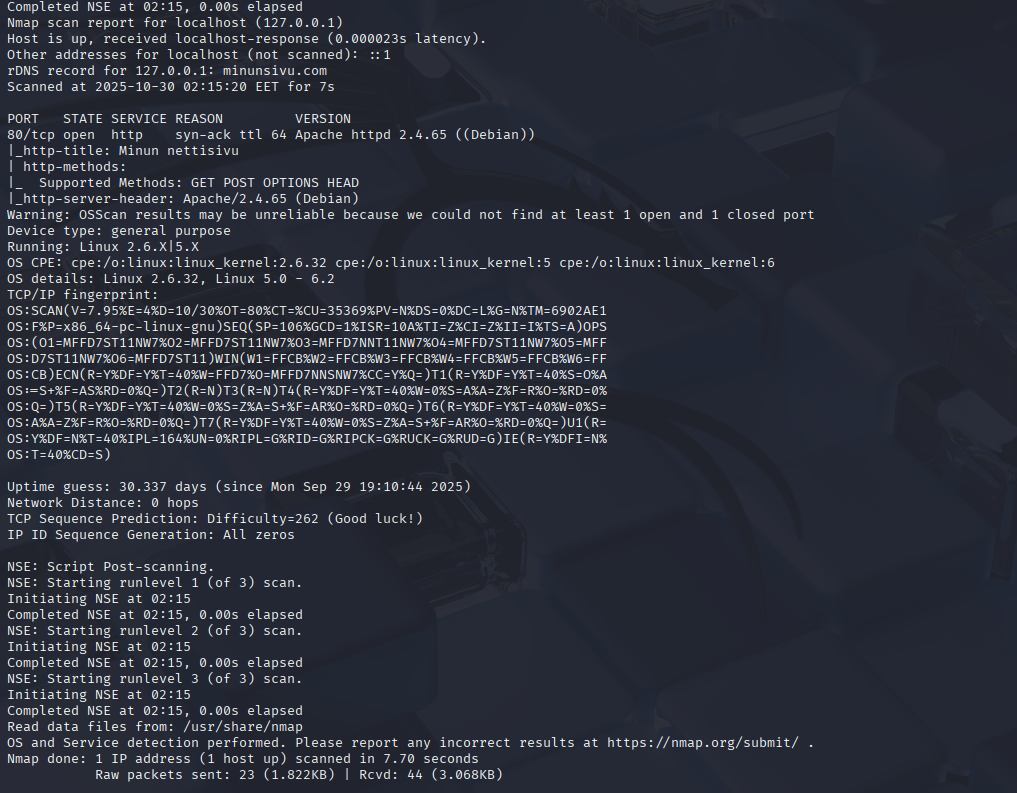 Completed NSE at 02:15, 0.00s elapsed
Nmap scan report for localhost (127.0.0.1)
Host is up, received localhost-response (0.000023s latency).
Other addresses for localhost (not scanned): ::1
rDNS record for 127.0.0.1: minunsivu.com
Scanned at 2025-10-30 02:15:20 EET for 7s

PORT   STATE SERVICE REASON         VERSION
80/tcp open  http    syn-ack ttl 64 Apache httpd 2.4.65 ((Debian))
|_http-title: Minun nettisivu
| http-methods:
|_  Supported Methods: GET POST OPTIONS HEAD
|_http-server-header: Apache/2.4.65 (Debian)
Warning: OSScan results may be unreliable because we could not find at least 1 open and 1 closed port
Device type: general purpose
Running: Linux 2.6.X|5.X
OS CPE: cpe:/o:linux:linux_kernel:2.6.32 cpe:/o:linux:linux_kernel:5 cpe:/o:linux:linux_kernel:6
OS details: Linux 2.6.32, Linux 5.0 - 6.2
TCP/IP fingerprint:
OS:SCAN(V=7.95%E=4%D=10/30%OT=80%CT=%CU=35369%PV=N%DS=0%DC=L%G=N%TM=6902AE1
OS:F%P=x86_64-pc-linux-gnu)SEQ(SP=106%GCD=1%ISR=10A%TI=Z%CI=Z%II=I%TS=A)OPS
OS:(O1=MFFD7ST11NW7%O2=MFFD7ST11NW7%O3=MFFD7NNT11NW7%O4=MFFD7ST11NW7%O5=MFF
OS:D7ST11NW7%O6=MFFD7ST11)WIN(W1=FFCB%W2=FFCB%W3=FFCB%W4=FFCB%W5=FFCB%W6=FF
OS:CB)ECN(R=Y%DF=Y%T=40%W=FFD7%O=MFFD7NNSNW7%CC=Y%Q=)T1(R=Y%DF=Y%T=40%S=O%A
OS:=S+%F=AS%RD=0%Q=)T2(R=N)T3(R=N)T4(R=Y%DF=Y%T=40%W=0%S=A%A=Z%F=R%O=%RD=0%
OS:Q=)T5(R=Y%DF=Y%T=40%W=0%S=Z%A=S+%F=AR%O=%RD=0%Q=)T6(R=Y%DF=Y%T=40%W=0%S=
OS:A%A=Z%F=R%O=%RD=0%Q=)T7(R=Y%DF=Y%T=40%W=0%S=Z%A=S+%F=AR%O=%RD=0%Q=)U1(R=
OS:Y%DF=N%T=40%IPL=164%UN=0%RIPL=G%RID=G%RIPCK=G%RUCK=G%RUD=G)IE(R=Y%DFI=N%
OS:T=40%CD=S)

Uptime guess: 30.337 days (since Mon Sep 29 19:10:44 2025)
Network Distance: 0 hops
TCP Sequence Prediction: Difficulty=262 (Good luck!)
IP ID Sequence Generation: All zeros

NSE: Script Post-scanning.
NSE: Starting runlevel 1 (of 3) scan.
Initiating NSE at 02:15
Completed NSE at 02:15, 0.00s elapsed
NSE: Starting runlevel 2 (of 3) scan.
Initiating NSE at 02:15
Completed NSE at 02:15, 0.00s elapsed
NSE: Starting runlevel 3 (of 3) scan.
Initiating NSE at 02:15
Completed NSE at 02:15, 0.00s elapsed
Read data files from: /usr/share/nmap
OS and Service detection performed. Please report any incorrect results at https://nmap.org/submit/ .
Nmap done: 1 IP address (1 host up) scanned in 7.70 seconds
           Raw packets sent: 23 (1.822KB) | Rcvd: 44 (3.068KB)